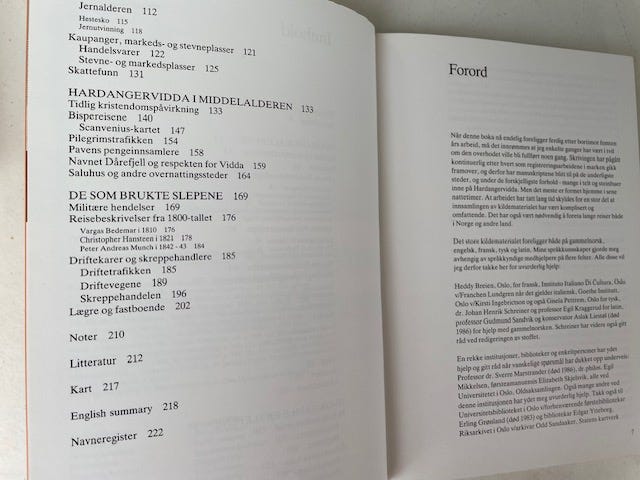 Jernalderen 112
Hestesko 115
Jernutvinning 118
Kaupanger, markeds- og stevneplasser 121
Handelsvarer 122
Stevne- og markedsplasser 125
Skattefunn 131
HARDANGERVIDDA I MIDDELALDEREN 133
Tidlig kristendomspåvirkning 133
Bispereisene 140
Scanvenius-kartet 147
Pilegrimstrafikken 154
Pavens pengeinnsamlere 158
Navnet Dårefjell og respekten for Vidda 159
Saluhus og andre overnattingssteder 164
DE SOM BRUKTE SLEPENE 169
Militære hendelser 169
Reisebeskrivelser fra 1800-tallet 176
Vargas Bedemar i 1810 176
Christopher Hansteen i 1821 178
Peter Andreas Munch i 1842-43 184
Driftekarer og skreppehandlere 185
Driftetrafikken 185
Driftevegene 189
Skreppehandelen 196
Lægre og fastboende 202
Noter 210
Litteratur 212
Kart 217
English summary 218
Navneregister 222
Forord
Når denne boka nå endelig foreligger ferdig etter bortimot femten
års arbeid, må det innrømmes at jeg enkelte ganger har vært i tvil
om den overhodet ville bli fullført noen gang. Skrivingen har pågått
kontinuerlig etter hvert som registreringsarbeidene i marken gikk
framover, og derfor har manuskriptene blitt til på de underligste
steder, og under de forskjelligste forhold - mange i telt og steinbuer
inne på Hardangervidda. Men det meste er formet hjemme i sene
nattetimer. At arbeidet har tatt lang tid skyldes for en stor del at
innsamlingen av kildematerialet har vært komplisert og
omfattende. Det har også vært nødvendig å foreta lange reiser både
i Norge og andre land.
Det store kildematerialet foreligger både på gammelnorsk,
engelsk, fransk, tysk og latin. Mine språkkunnskaper gjorde meg
avhengig av språkkyndige medhjelpere på flere felter. Alle disse vil
jeg derfor takke her for uvurderlig hjelp:
Heddy Breien, Oslo, for fransk, Instituto Italiano Di Cultura, Oslo
v/Franchen Lundgren når det gjelder italiensk, Goethe Institutt,
Oslo v/Kirsti Ingebrictson og også Gisela Pettrem, Oslo for tysk,
dr. Johan Henrik Schreiner og professor Egil Kraggerud for latin,
professor Gudmund Sandvik og konservator Aslak Liestøl (død
1986) for hjelp med gammelnorsken. Schreiner har videre også gitt
råd ved redigeringen av stoffet.
En rekke institusjoner, biblioteker og enkeltpersoner har ydet
hjelp og gitt råd når vanskelige spørsmål har dukket opp underveis:
Professor dr. Sverre Marstrander (død 1986), dr. philos. Egil
Mikkelsen, førsteamanuensis Elizabeth Skjelsvik, alle ved
Universitetet i Oslo, Oldsaksamlingen. Også mange andre ved
denne institusjonen har ydet meg uvurderlig hjelp. Takk også til
Universitetsbiblioteket i Oslo v/forhenværende førstebibliotekar
Erling Grønland (død 1983) og bibliotekar Edgar Ytteborg,
Riksarkivet i Oslo v/arkivar Odd Sandaaker, Statens kartverk
7